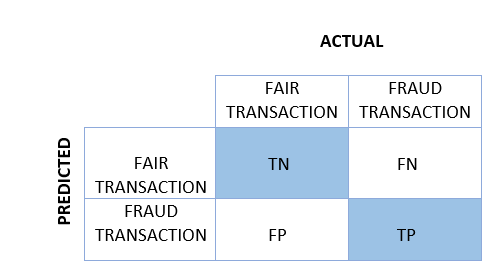 ACTUAL
FAIR
TRANSACTION
FRAUD
TRANSACTION
PREDICTED
FAIR
TRANSACTION
TN
FN
FRAUD
TRANSACTION
FP
TP